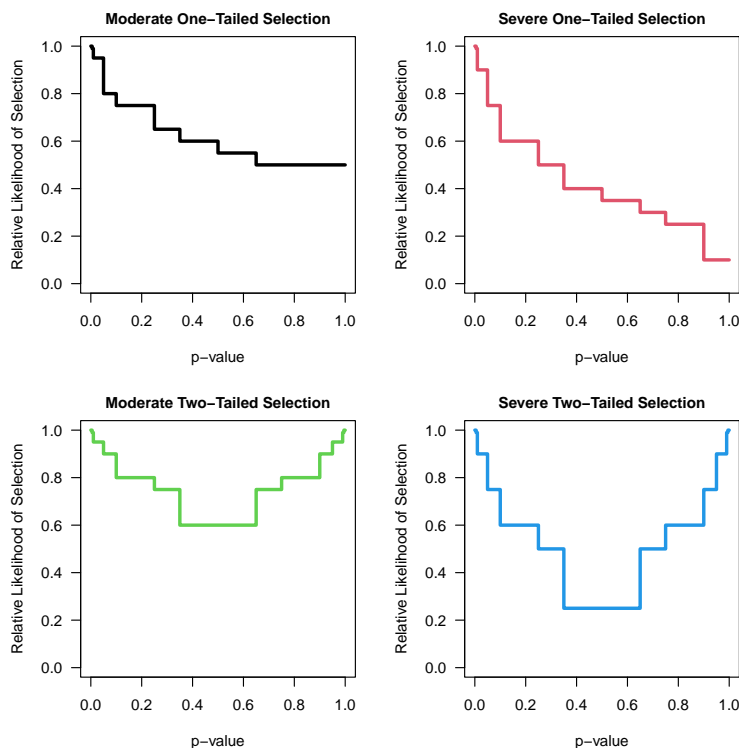 Moderate One−Tailed Selection
Relative Likelihood of Selection
1.0
0.8
0.6
0.4
0.2
0.0
0.0 0.2 0.4 0.6 0.8 1.0
p−value
Severe One−Tailed Selection
Relative Likelihood of Selection
1.0
0.8
0.6
0.4
0.2
0.0
0.0 0.2 0.4 0.6 0.8 1.0
p−value
Moderate Two−Tailed Selection
Relative Likelihood of Selection
1.0
0.8
0.6
0.4
0.2
0.0
0.0 0.2 0.4 0.6 0.8 1.0
p−value
Severe Two−Tailed Selection
Relative Likelihood of Selection
1.0
0.8
0.6
0.4
0.2
0.0
0.0 0.2 0.4 0.6 0.8 1.0
p−value